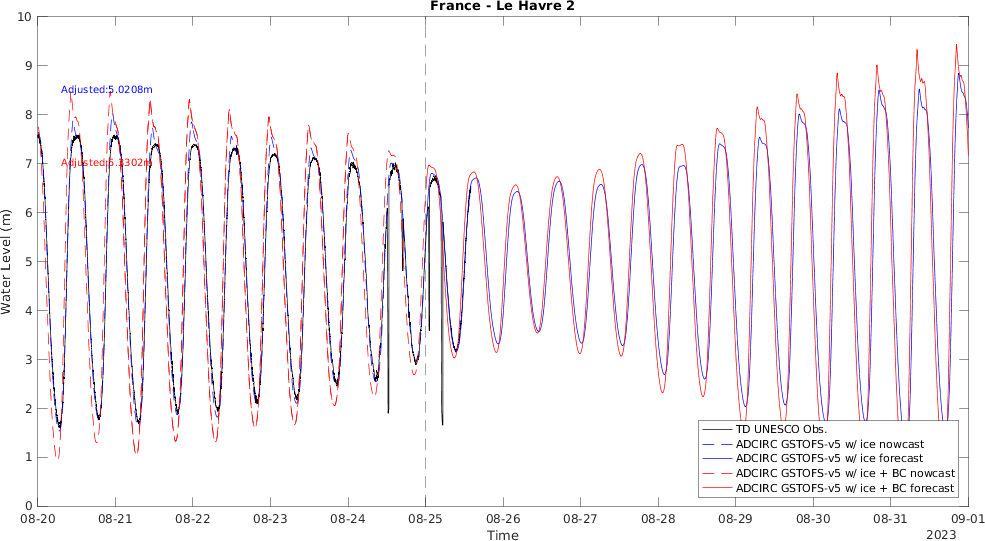 France - Le Havre 2
10
9
8
7
6
5
4
3
2
1
0
Water Level (m)
Adjusted:5.0208m
Adjusted:5.3302m
TD UNESCO Obs.
ADCIRC GSTOFS-v5 w/ ice nowcast
ADCIRC GSTOFS-v5 w/ ice forecast
ADCIRC GSTOFS-v5 w/ ice + BC nowcast
ADCIRC GSTOFS-v5 w/ ice + BC forecast
08-20 08-21 08-22 08-23 08-24 08-25 08-26 08-27 08-28 08-29 08-30 08-31 09-01
Time
2023